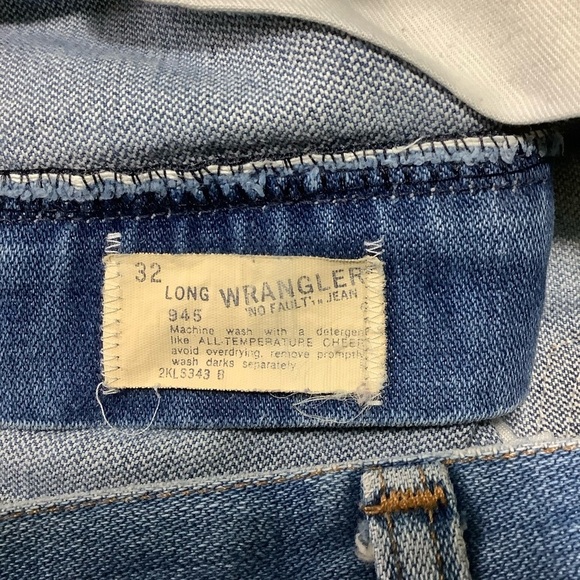 32
LONG WRANGLER
945 'NO FAULT'™ JEAN
Machine wash with a detergent
like ALL-TEMPERATURE CHEER
avoid overdrying, remove promptly
wash darks separately
2KLS343 B